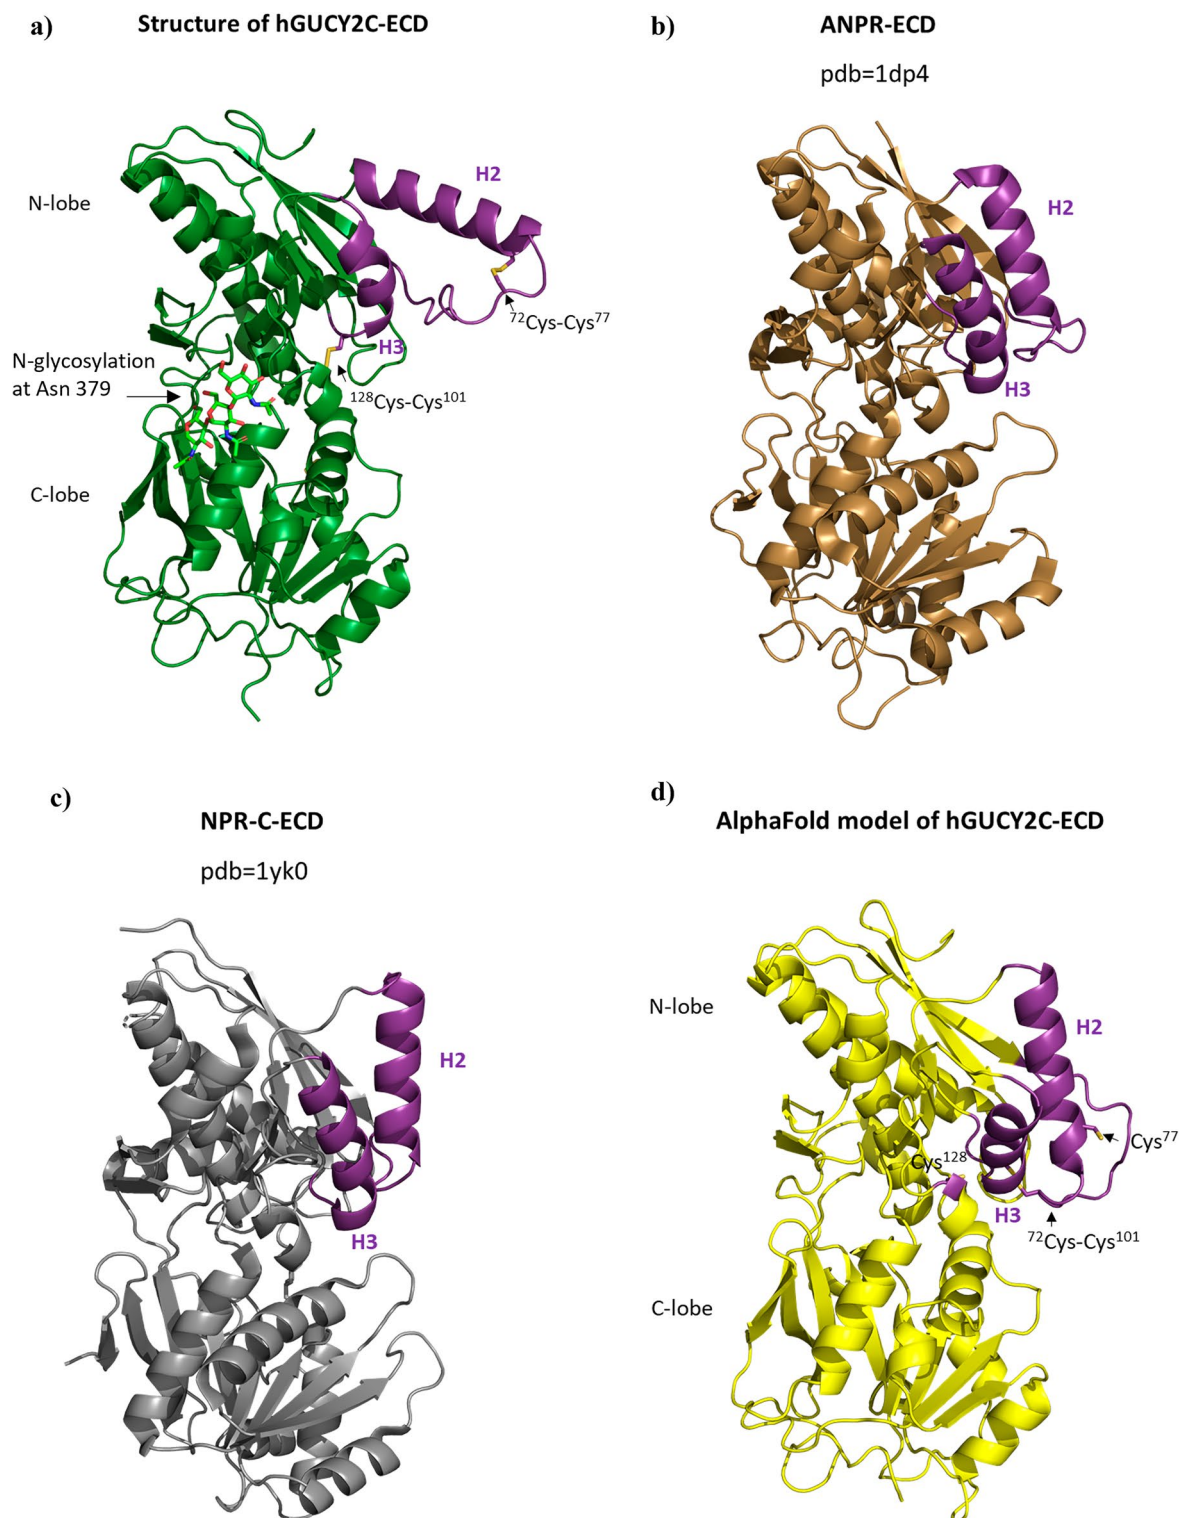 a)
Structure of hGUCY2C-ECD
N-lobe
H2
⁷²Cys-Cys⁷⁷
H3
N-glycosylation
at Asn 379
¹²⁸Cys-Cys¹⁰¹
C-lobe
b)
ANPR-ECD
pdb=1dp4
H2
H3
c)
NPR-C-ECD
pdb=1yk0
H2
H3
d)
AlphaFold model of hGUCY2C-ECD
N-lobe
H2
Cys⁷⁷
Cys¹²⁸
H3
⁷²Cys-Cys¹⁰¹
C-lobe